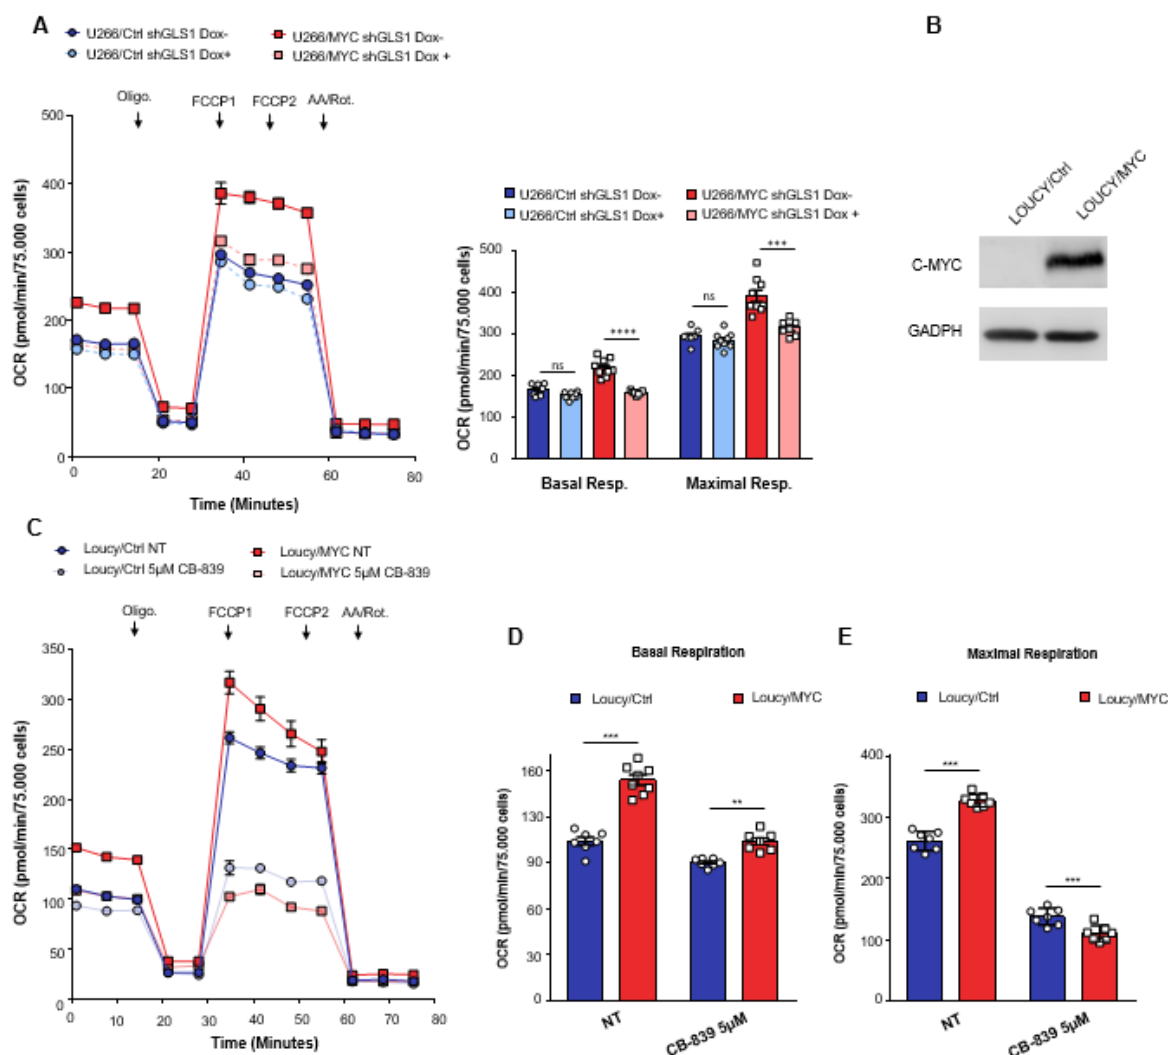 A
U266/Ctrl shGLS1 Dox-
U266/MYC shGLS1 Dox-
U266/Ctrl shGLS1 Dox+
U266/MYC shGLS1 Dox +
Oligo.
FCCP1
FCCP2
AA/Rot.
OCR (pmol/min/75.000 cells)
500
400
300
200
100
0
0
20
40
60
80
Time (Minutes)
U266/Ctrl shGLS1 Dox-
U266/MYC shGLS1 Dox-
U266/Ctrl shGLS1 Dox+
U266/MYC shGLS1 Dox +
OCR (pmol/min/75.000 cells)
500
400
300
200
100
0
ns
****
ns
***
Basal Resp.
Maximal Resp.
B
LOUCY/Ctrl
LOUCY/MYC
C-MYC
GADPH
C
Loucy/Ctrl NT
Loucy/MYC NT
Loucy/Ctrl 5μM CB-839
Loucy/MYC 5μM CB-839
Oligo.
FCCP1
FCCP2
AA/Rot.
OCR (pmol/min/75.000 cells)
350
300
250
200
150
100
50
0
0
10
20
30
40
50
60
70
80
Time (Minutes)
D
Basal Respiration
Loucy/Ctrl
Loucy/MYC
OCR (pmol/min/75.000 cells)
160
130
90
60
30
0
***
**
NT
CB-839 5μM
E
Maximal Respiration
Loucy/Ctrl
Loucy/MYC
OCR (pmol/min/75.000 cells)
400
300
200
100
0
***
***
NT
CB-839 5μM